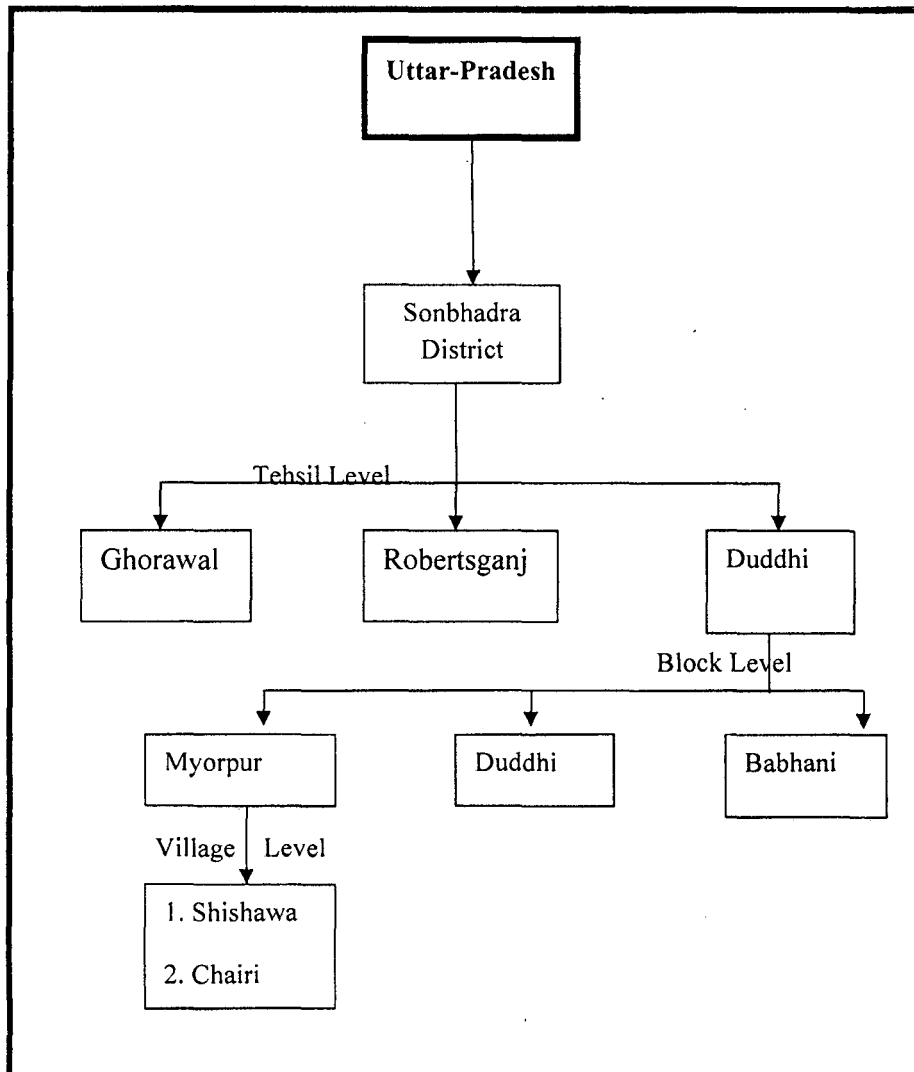 Uttar-Pradesh
Sonbhadra
District
Tehsil Level
Ghorawal
Robertsganj
Duddhi
Block Level
Myorpur
Duddhi
Babhani
Village Level
1. Shishawa
2. Chairi